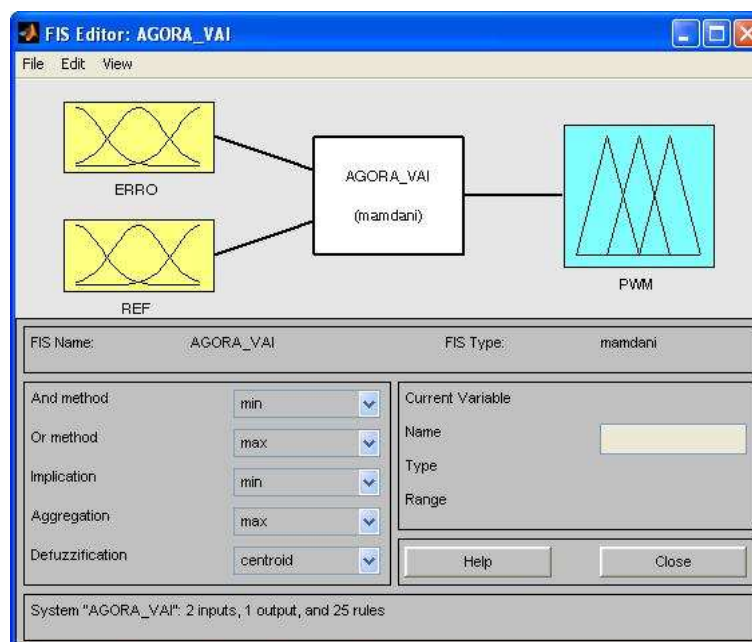 FIS Editor: AGORA_VAI
File Edit View
ERRO
AGORA_VAI
(mamdani)
REF
PWM
FIS Name: AGORA_VAI FIS Type: mamdani
And method min
Or method max
Implication min
Aggregation max
Defuzzification centroid
Current Variable
Name
Type
Range
Help Close
System "AGORA_VAI": 2 inputs, 1 output, and 25 rules